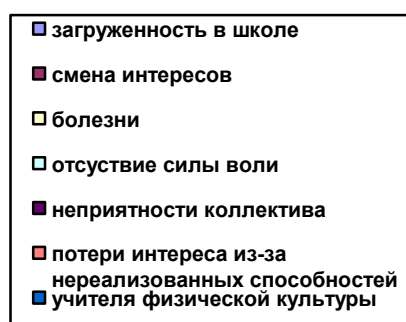 загруженность в школе
смена интересов
болезни
отсуствие силы воли
неприятности коллектива
потери интереса из-за
нереализованных способностей
учителя физической культуры